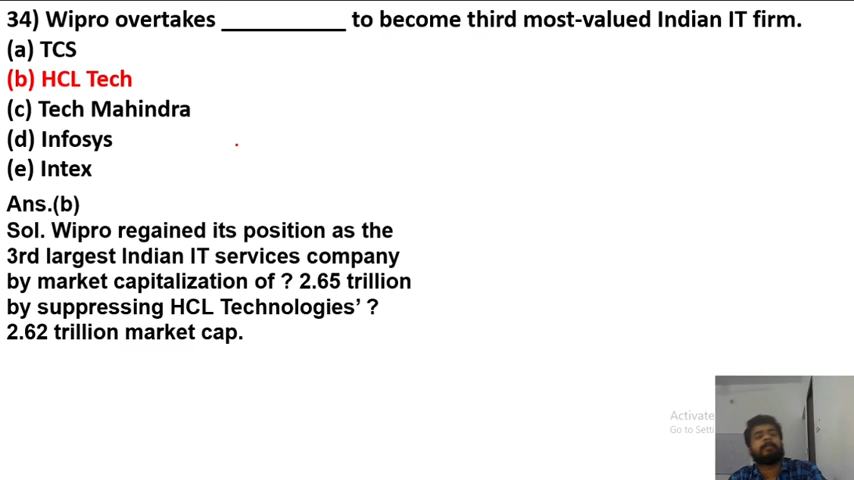 34) Wipro overtakes ___________ to become third most-valued Indian IT firm.
(a) TCS
(b) HCL Tech
(c) Tech Mahindra
(d) Infosys
(e) Intex
Ans.(b)
Sol. Wipro regained its position as the
3rd largest Indian IT services company
by market capitalization of ? 2.65 trillion
by suppressing HCL Technologies’ ?
2.62 trillion market cap.
Activate
Go to Setti